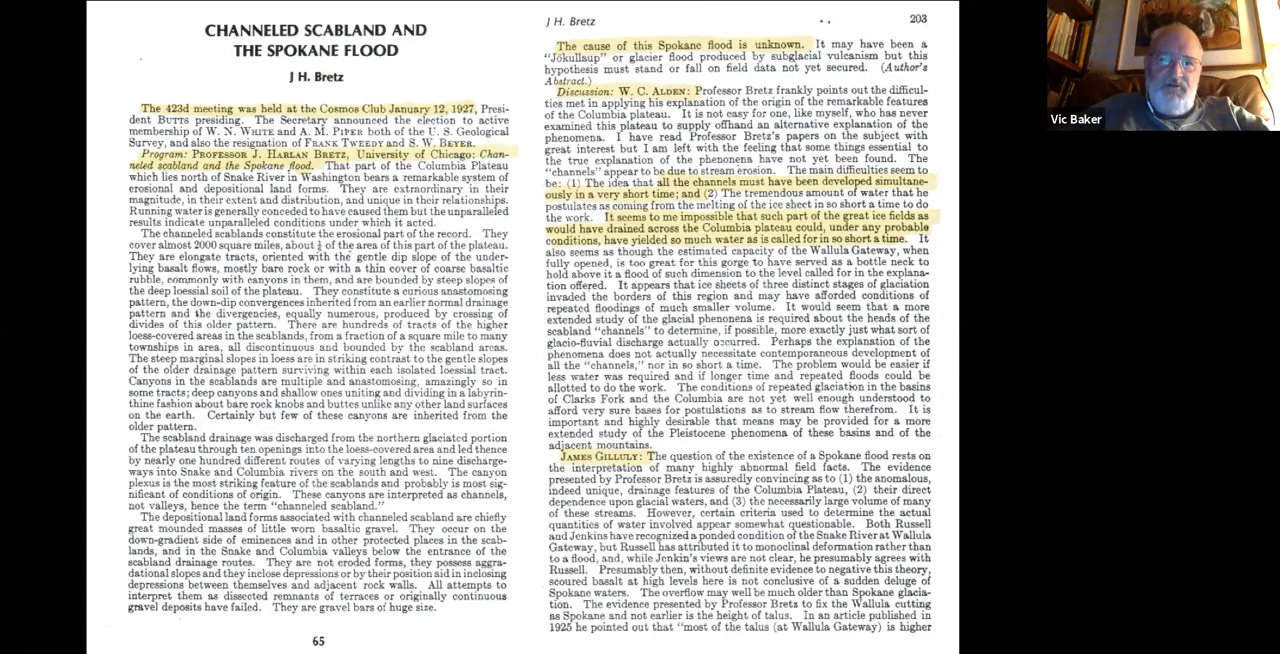 CHANNELED SCABLAND AND
THE SPOKANE FLOOD
J H. Bretz
The 423d meeting was held at the Cosmos Club January 12, 1927, Presi-
dent BUTTS presiding. The Secretary announced the election to active
membership of W. N. WHITE and A. M. PIPER both of the U. S. Geological
Survey, and also the resignation of FRANK TWEEDY and S. W. BEYER.
Program: PROFESSOR J. HARLAN BRETZ, University of Chicago: Chan-
neled scabland and the Spokane flood. That part of the Columbia Plateau
which lies north of Snake River in Washington bears a remarkable system of
erosional and depositional land forms. They are extraordinary in their
magnitude, in their extent and distribution, and unique in their relationships.
Running water is generally conceded to have caused them but the unparalleled
results indicate unparalleled conditions under which it acted.
The channeled scablands constitute the erosional part of the record. They
cover almost 2000 square miles, about ⅙ of the area of this part of the plateau.
They are elongate tracts, oriented with the gentle dip slope of the under-
lying basalt flows, mostly bare rock or with a thin cover of coarse basaltic
rubble, commonly with canyons in them, and are bounded by steep slopes of
the deep loessial soil of the plateau. They constitute a curious anastomosing
pattern, the down-dip convergences inherited from an earlier normal drainage
pattern and the divergencies, equally numerous, produced by crossing of
divides of this older pattern. There are hundreds of tracts of the higher
loess-covered areas in the scablands, from a fraction of a square mile to many
townships in area, all discontinuous and bounded by the scabland areas.
The steep marginal slopes in loess are in striking contrast to the gentle slopes
of the older drainage pattern surviving within each isolated loessial tract.
Canyons in the scablands are multiple and anastomosing, amazingly so in
some tracts; deep canyons and shallow ones uniting and dividing in a labyrin-
thine fashion about bare rock knobs and buttes unlike any other land surfaces
on the earth. Certainly but few of these canyons are inherited from the
older pattern.
The scabland drainage was discharged from the northern glaciated portion
of the plateau through ten openings into the loess-covered area and led thence
by nearly one hundred different routes of varying lengths to nine discharge-
ways into Snake and Columbia rivers on the south and west. The canyon
plexus is the most striking feature of the scablands and probably is most sig-
nificant of conditions of origin. These canyons are interpreted as channels,
not valleys, hence the term "channeled scabland."
The depositional land forms associated with channeled scabland are chiefly
great mounded masses of little worn basaltic gravel. They occur on the
down-gradient side of eminences and in other protected places in the scab-
lands, and in the Snake and Columbia valleys below the entrance of the
scabland drainage routes. They are not eroded forms, they possess aggra-
dational slopes and they inclose depressions or by their position aid in inclosing
depressions between themselves and adjacent rock walls. All attempts to
interpret them as dissected remnants of terraces or originally continuous
gravel deposits have failed. They are gravel bars of huge size.
65
J H. Bretz
203
The cause of this Spokane flood is unknown. It may have been a
"Jökullaup" or glacier flood produced by subglacial vulcanism but this
hypothesis must stand or fall on field data not yet secured. (Author's
Abstract.)
Discussion: W. C. ALDEN: Professor Bretz frankly points out the difficul-
ties met in applying his explanation of the origin of the remarkable features
of the Columbia plateau. It is not easy for one, like myself, who has never
examined this plateau to supply offhand an alternative explanation of the
phenomena. I have read Professor Bretz's papers on the subject with
great interest but I am left with the feeling that some things essential to
the true explanation of the phenonena have not yet been found. The
"channels" appear to be due to stream erosion. The main difficulties seem to
be: (1) The idea that all the channels must have been developed simultane-
ously in a very short time; and (2) The tremendous amount of water that he
postulates as coming from the melting of the ice sheet in so short a time to do
the work. It seems to me impossible that such part of the great ice fields as
would have drained across the Columbia plateau could, under any probable
conditions, have yielded so much water as is called for in so short a time. It
also seems as though the estimated capacity of the Wallula Gateway, when
fully opened, is too great for this gorge to have served as a bottle neck to
hold above it a flood of such dimension to the level called for in the explana-
tion offered. It appears that ice sheets of three distinct stages of glaciation
invaded the borders of this region and may have afforded conditions of
repeated floodings of much smaller volume. It would seem that a more
extended study of the glacial phenonena is required about the heads of the
scabland "channels" to determine, if possible, more exactly just what sort of
glacio-fluvial discharge actually occurred. Perhaps the explanation of the
phenomena does not actually necessitate contemporaneous development of
all the "channels," nor in so short a time. The problem would be easier if
less water was required and if longer time and repeated floods could be
allotted to do the work. The conditions of repeated glaciation in the basins
of Clarks Fork and the Columbia are not yet well enough understood to
afford very sure bases for postulations as to stream flow therefrom. It is
important and highly desirable that means may be provided for a more
extended study of the Pleistocene phenomena of these basins and of the
adjacent mountains.
JAMES GILLULY: The question of the existence of a Spokane flood rests on
the interpretation of many highly abnormal field facts. The evidence
presented by Professor Bretz is assuredly convincing as to (1) the anomalous,
indeed unique, drainage features of the Columbia Plateau, (2) their direct
dependence upon glacial waters, and (3) the necessarily large volume of many
of these streams. However, certain criteria used to determine the actual
quantities of water involved appear somewhat questionable. Both Russell
and Jenkins have recognized a ponded condition of the Snake River at Wallula
Gateway, but Russell has attributed it to monoclinal deformation rather than
to a flood, and, while Jenkin's views are not clear, he presumably agrees with
Russell. Presumably then, without definite evidence to negative this theory,
scoured basalt at high levels here is not conclusive of a sudden deluge of
Spokane waters. The overflow may well be much older than Spokane glacia-
tion. The evidence presented by Professor Bretz to fix the Wallula cutting
as Spokane and not earlier is the height of talus. In an article published in
1925 he pointed out that "most of the talus (at Wallula Gateway) is higher
Vic Baker